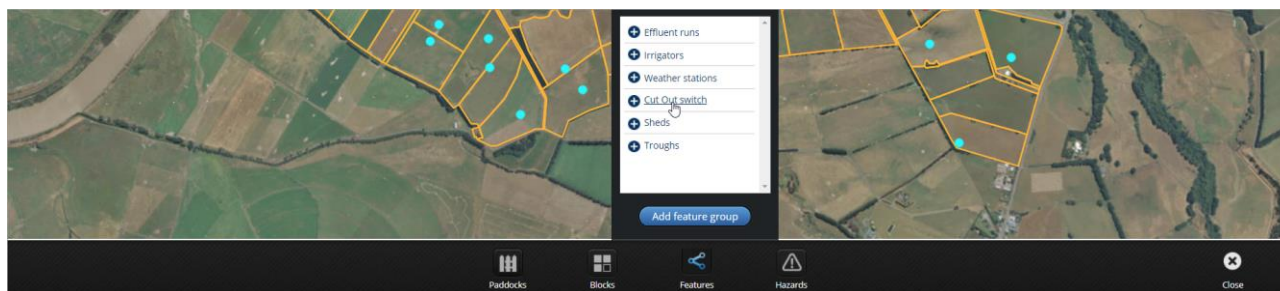 Effluent runs
Irrigators
Weather stations
Cut Out switch
Sheds
Troughs
Add feature group
Paddocks
Blocks
Features
Hazards
Close